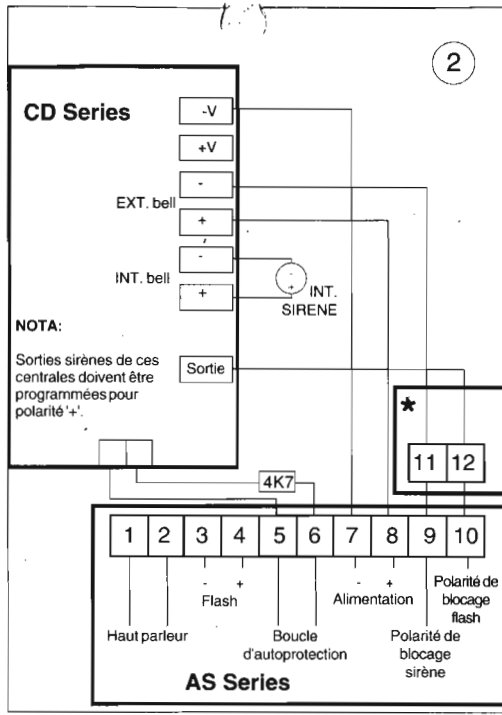 2
CD Series
-V
+V
-
EXT. bell
+
-
INT. bell
+
-
+
INT.
SIRENE
NOTA:
Sorties sirènes de ces
centrales doivent être
programmées pour
polarité '+'.
Sortie
*
11 12
4K7
1 2 3 4 5 6 7 8 9 10
- + - +
Haut parleur
Flash
Boucle
d'autoprotection
Alimentation
Polarité de
blocage
sirène
Polarité de
blocage
flash
AS Series